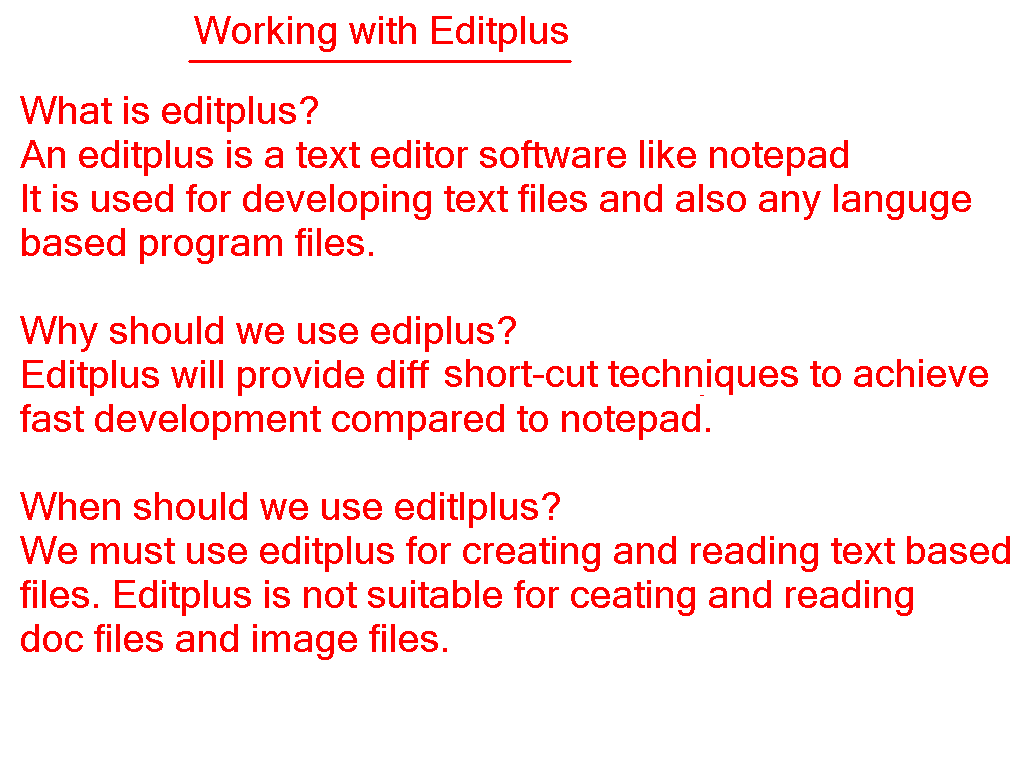 Working with Editplus
What is editplus?
An editplus is a text editor software like notepad
It is used for developing text files and also any languge
based program files.
Why should we use ediplus?
Editplus will provide diff short-cut techniques to achieve
fast development compared to notepad.
When should we use editlplus?
We must use editplus for creating and reading text based
files. Editplus is not suitable for ceating and reading
doc files and image files.